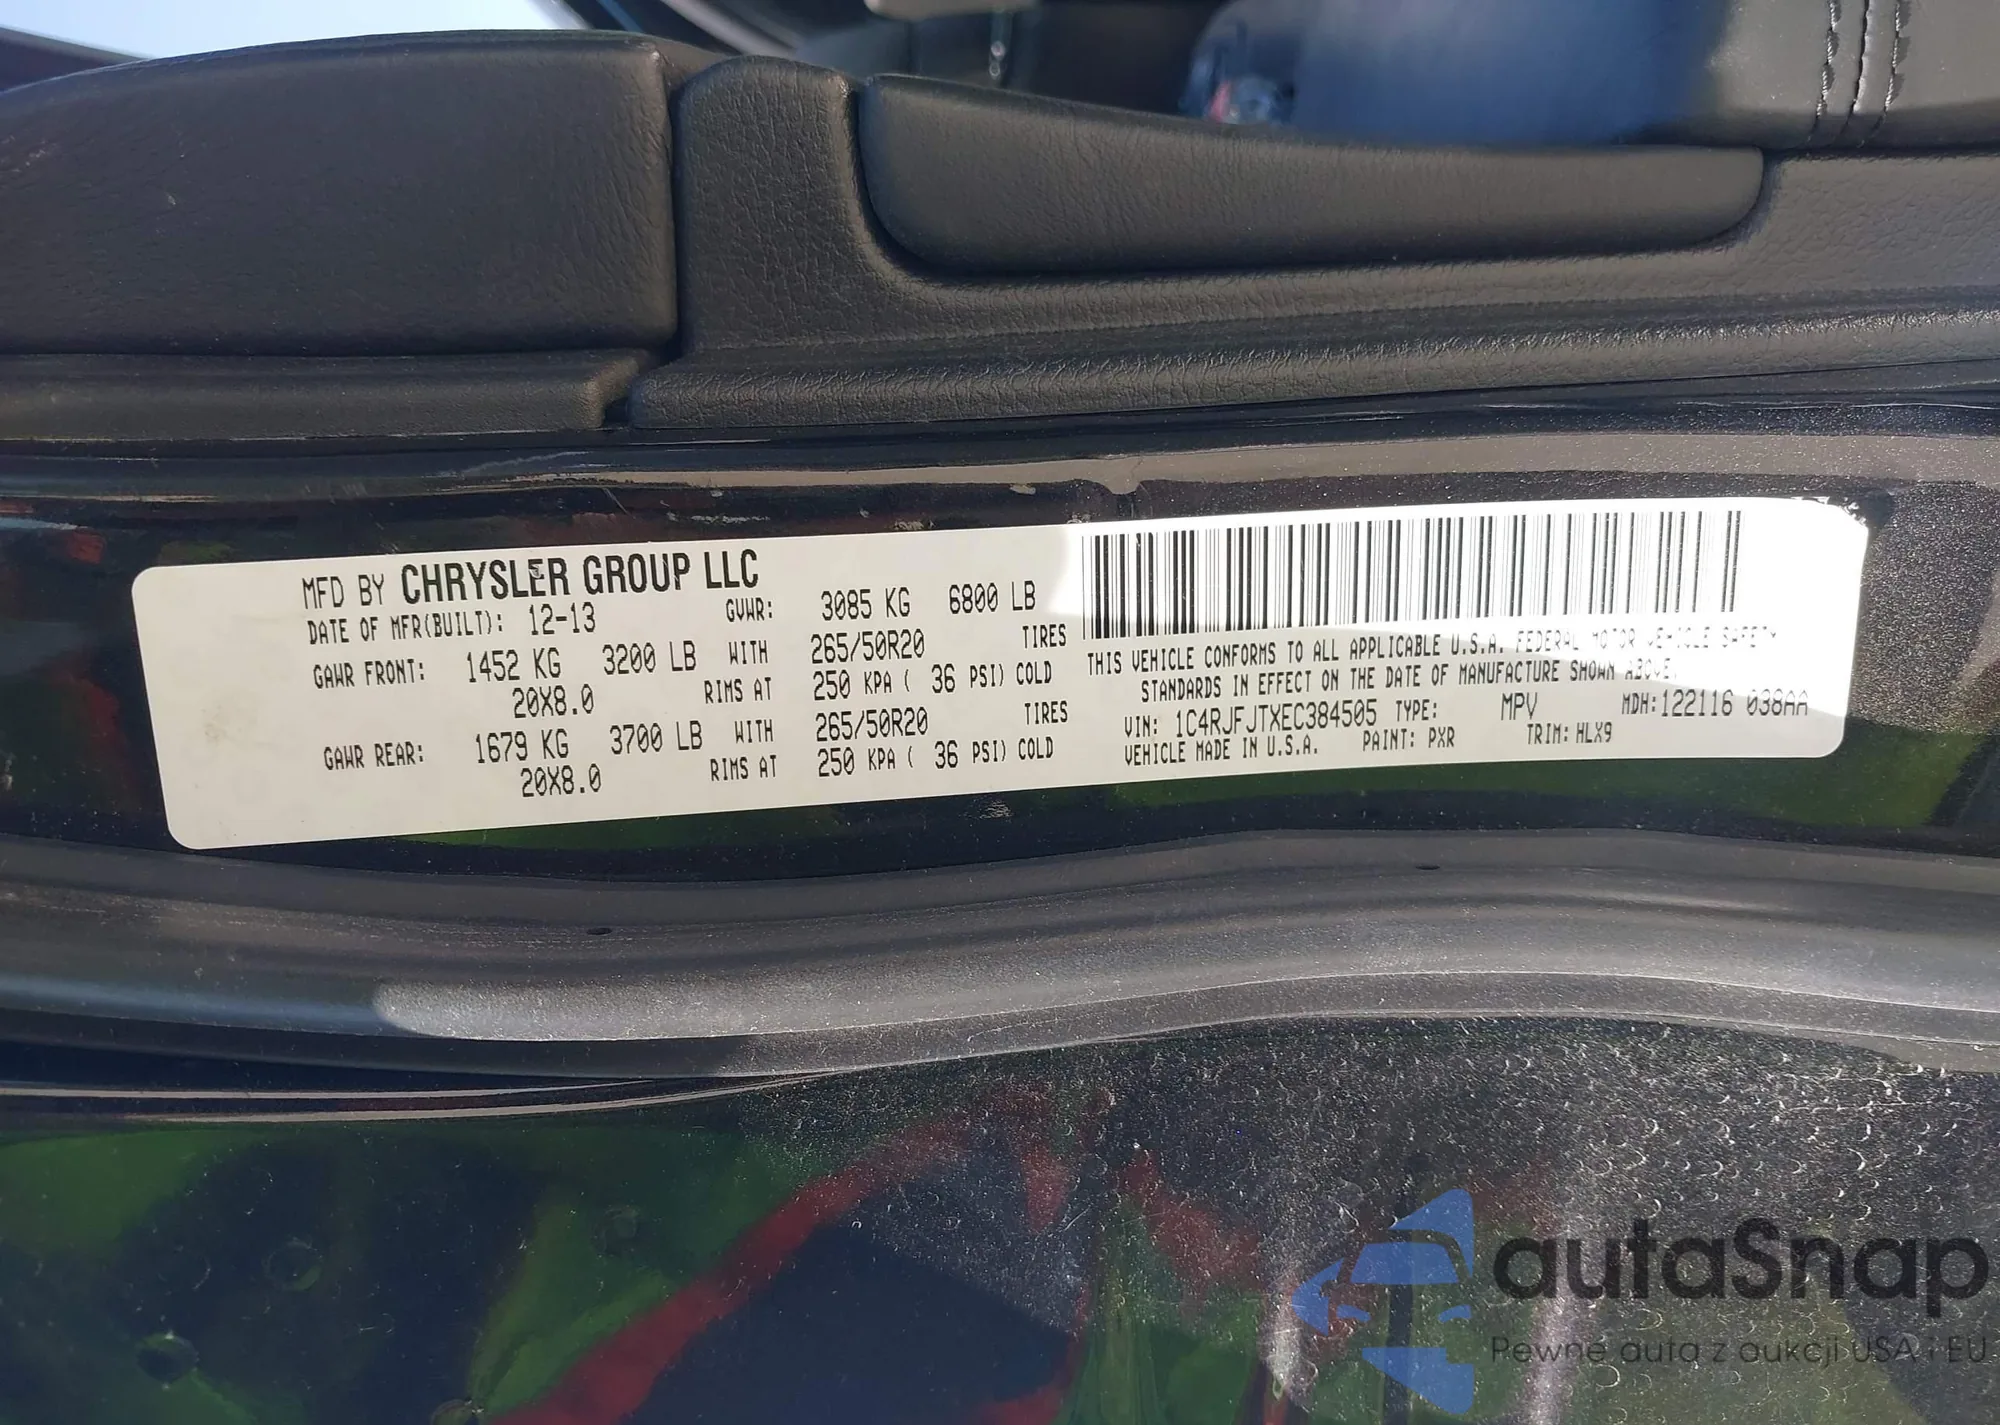 MFD BY CHRYSLER GROUP LLC
DATE OF MFR(BUILT): 12-13 GVWR: 3085 KG 6800 LB
GAWR FRONT: 1452 KG 3200 LB WITH 265/50R20 TIRES
20X8.0 RIMS AT 250 KPA ( 36 PSI) COLD
GAWR REAR: 1679 KG 3700 LB WITH 265/50R20 TIRES
20X8.0 RIMS AT 250 KPA ( 36 PSI) COLD
THIS VEHICLE CONFORMS TO ALL APPLICABLE U.S.A. FEDERAL MOTOR VEHICLE SAFETY
STANDARDS IN EFFECT ON THE DATE OF MANUFACTURE SHOWN ABOVE.
VIN: 1C4RJFJTXEC384505 TYPE: MPV MDH:122116 038AA
VEHICLE MADE IN U.S.A. PAINT: PXR TRIM: HLX9
autaSnap
Pewne auta z aukcji USA i EU